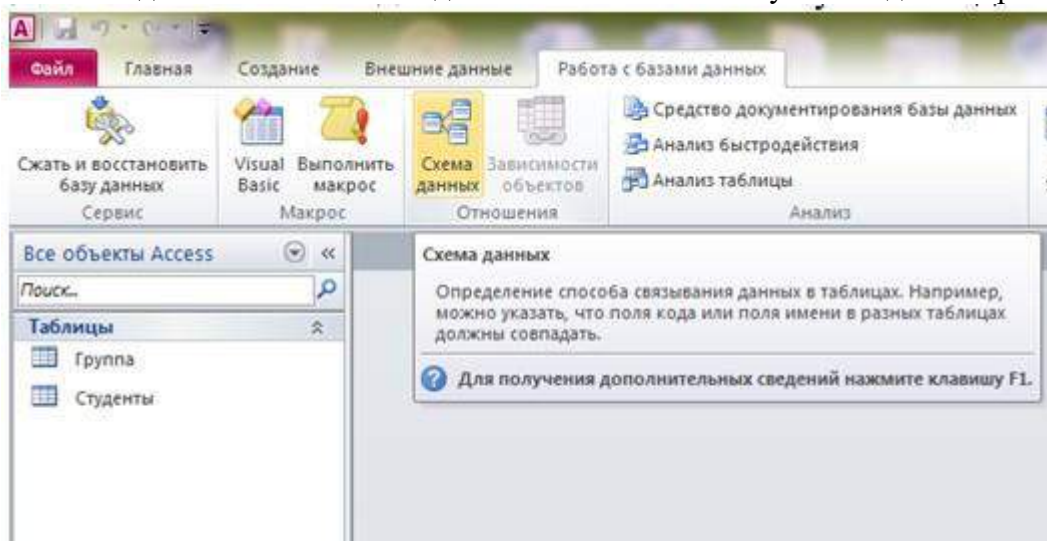 Файл Главная Создание Внешние данные Работа с базами данных
Сжать и восстановить базу данных
Visual Basic
Выполнить макрос
Схема данных
Зависимости объектов
Средство документирования базы данных
Анализ быстродействия
Анализ таблицы
Сервис Макрос Отношения Анализ
Все объекты Access
Поиск...
Таблицы
Группа
Студенты
Схема данных
Определение способа связывания данных в таблицах. Например,
можно указать, что поля кода или поля имени в разных таблицах
должны совпадать.
Для получения дополнительных сведений нажмите клавишу F1.